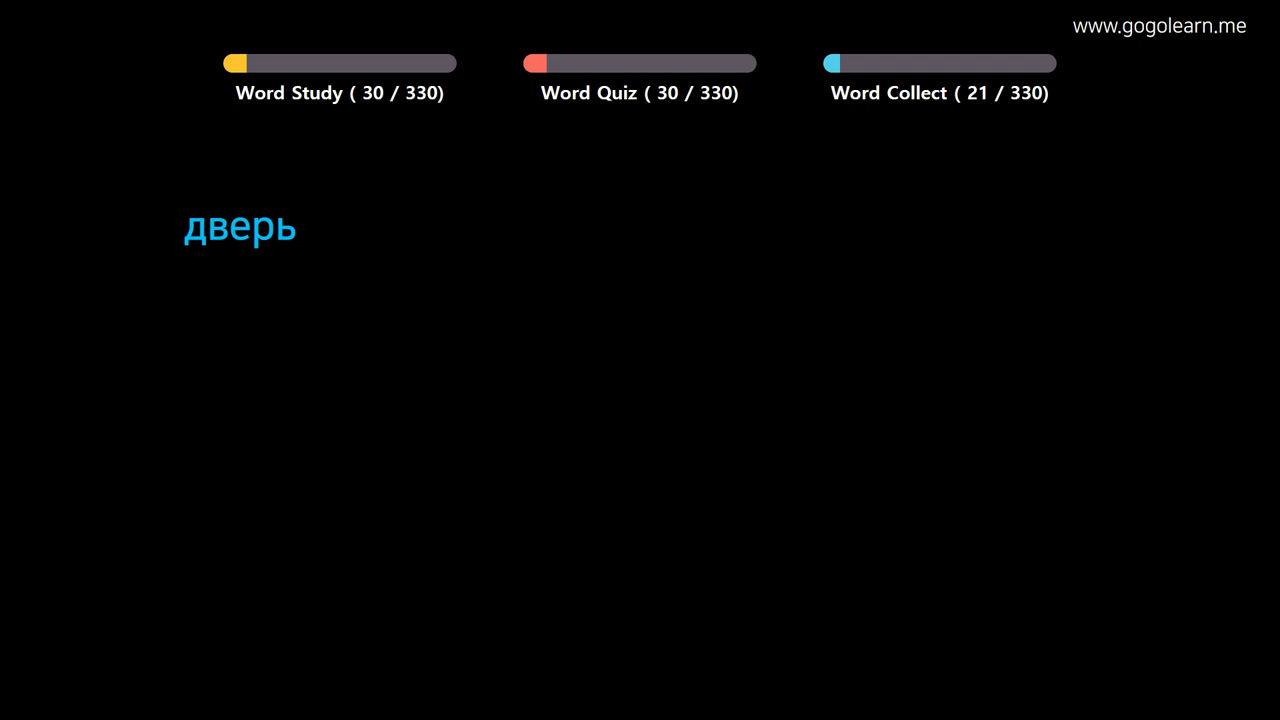 www.gogolearn.me
Word Study ( 30 / 330)
Word Quiz ( 30 / 330)
Word Collect ( 21 / 330)
дверь